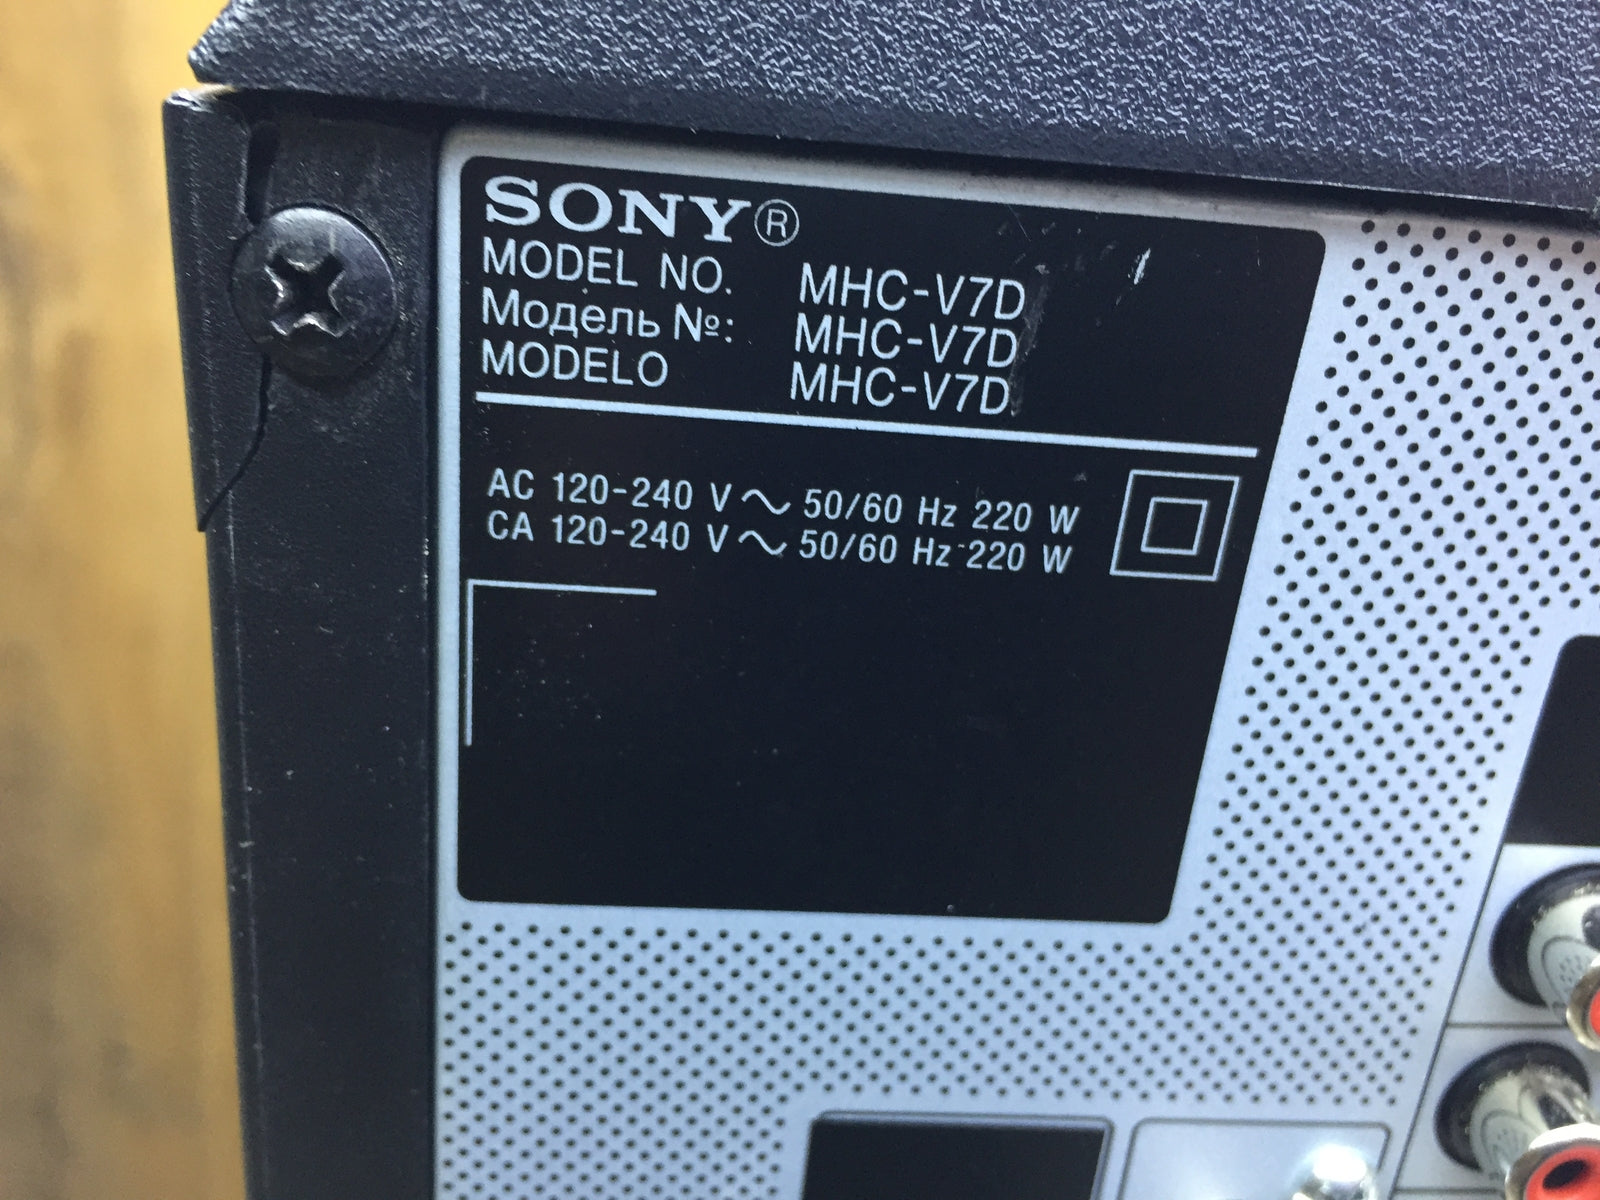 SONY®
MODEL NO. MHC-V7D
Модель №: MHC-V7D
MODELO MHC-V7D
AC 120-240 V～ 50/60 Hz 220 W
CA 120-240 V～ 50/60 Hz 220 W